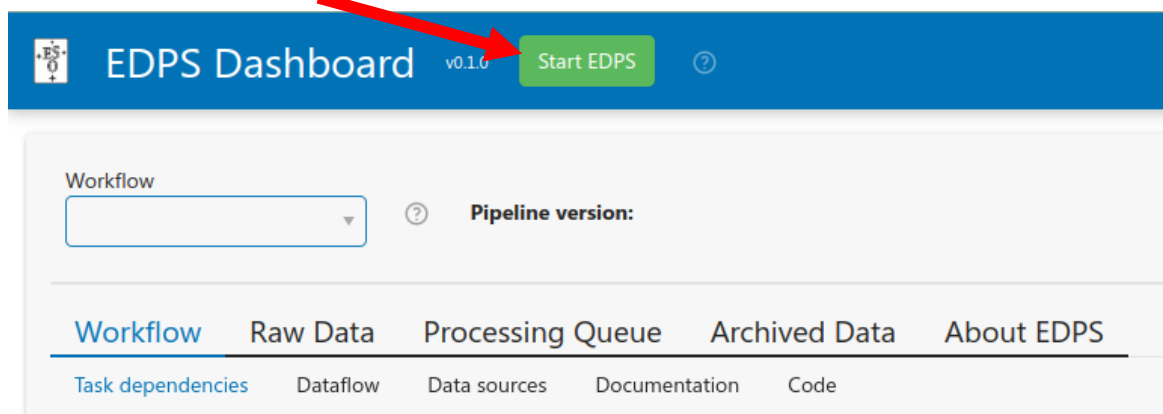 ES
O
EDPS Dashboard v0.1.0 Start EDPS ?
Workflow
? Pipeline version:
Workflow Raw Data Processing Queue Archived Data About EDPS
Task dependencies Dataflow Data sources Documentation Code